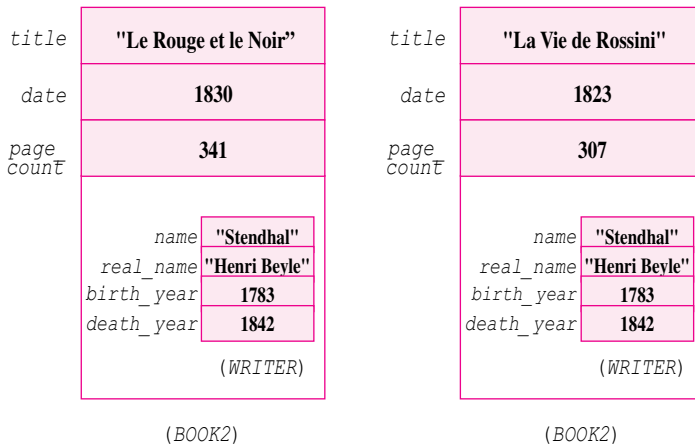 title "Le Rouge et le Noir”
date 1830
page_count 341
name "Stendhal"
real_name "Henri Beyle"
birth_year 1783
death_year 1842
(WRITER)
(BOOK2)
title "La Vie de Rossini"
date 1823
page_count 307
name "Stendhal"
real_name "Henri Beyle"
birth_year 1783
death_year 1842
(WRITER)
(BOOK2)